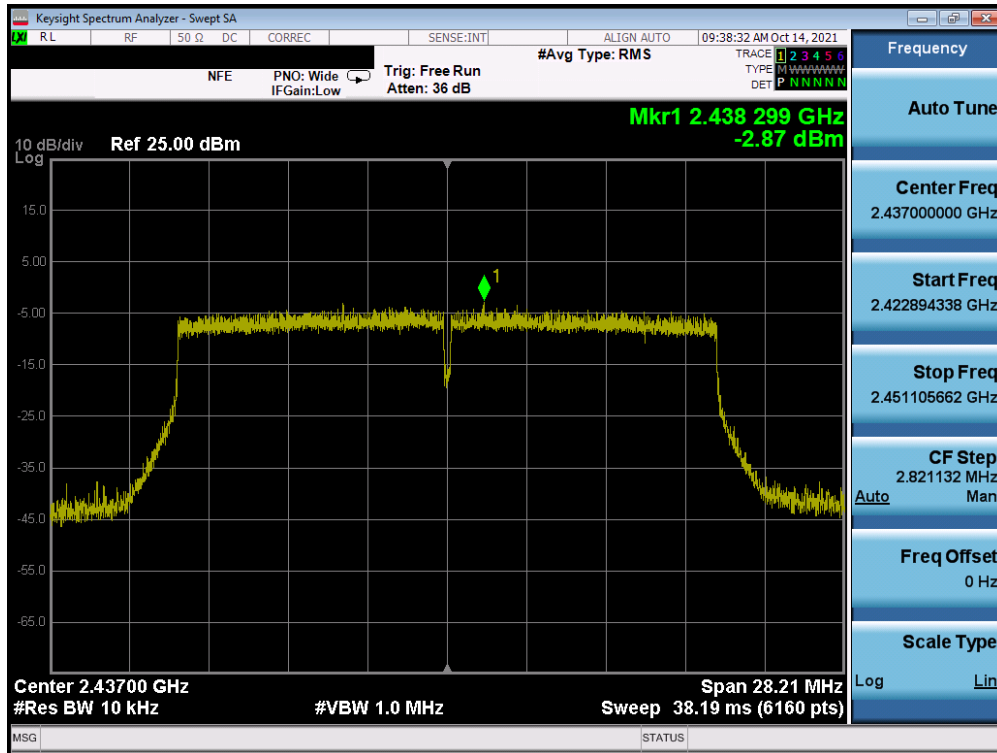 Keysight Spectrum Analyzer - Swept SA
LXI RL RF 50 Ω DC CORREC SENSE:INT ALIGN AUTO 09:38:32 AM Oct 14, 2021
NFE PNO: Wide Trig: Free Run #Avg Type: RMS TRACE 1 2 3 4 5 6
IFGain:Low Atten: 36 dB TYPE M WWWWW
DET P N N N N N
Mkr1 2.438 299 GHz
-2.87 dBm
10 dB/div Ref 25.00 dBm
Log
15.0
5.00
1
-5.00
-15.0
-25.0
-35.0
-45.0
-55.0
-65.0
Center 2.43700 GHz Span 28.21 MHz
#Res BW 10 kHz #VBW 1.0 MHz Sweep 38.19 ms (6160 pts)
MSG STATUS
Frequency
Auto Tune
Center Freq
2.437000000 GHz
Start Freq
2.422894338 GHz
Stop Freq
2.451105662 GHz
CF Step
2.821132 MHz
Auto Man
Freq Offset
0 Hz
Scale Type
Log Lin